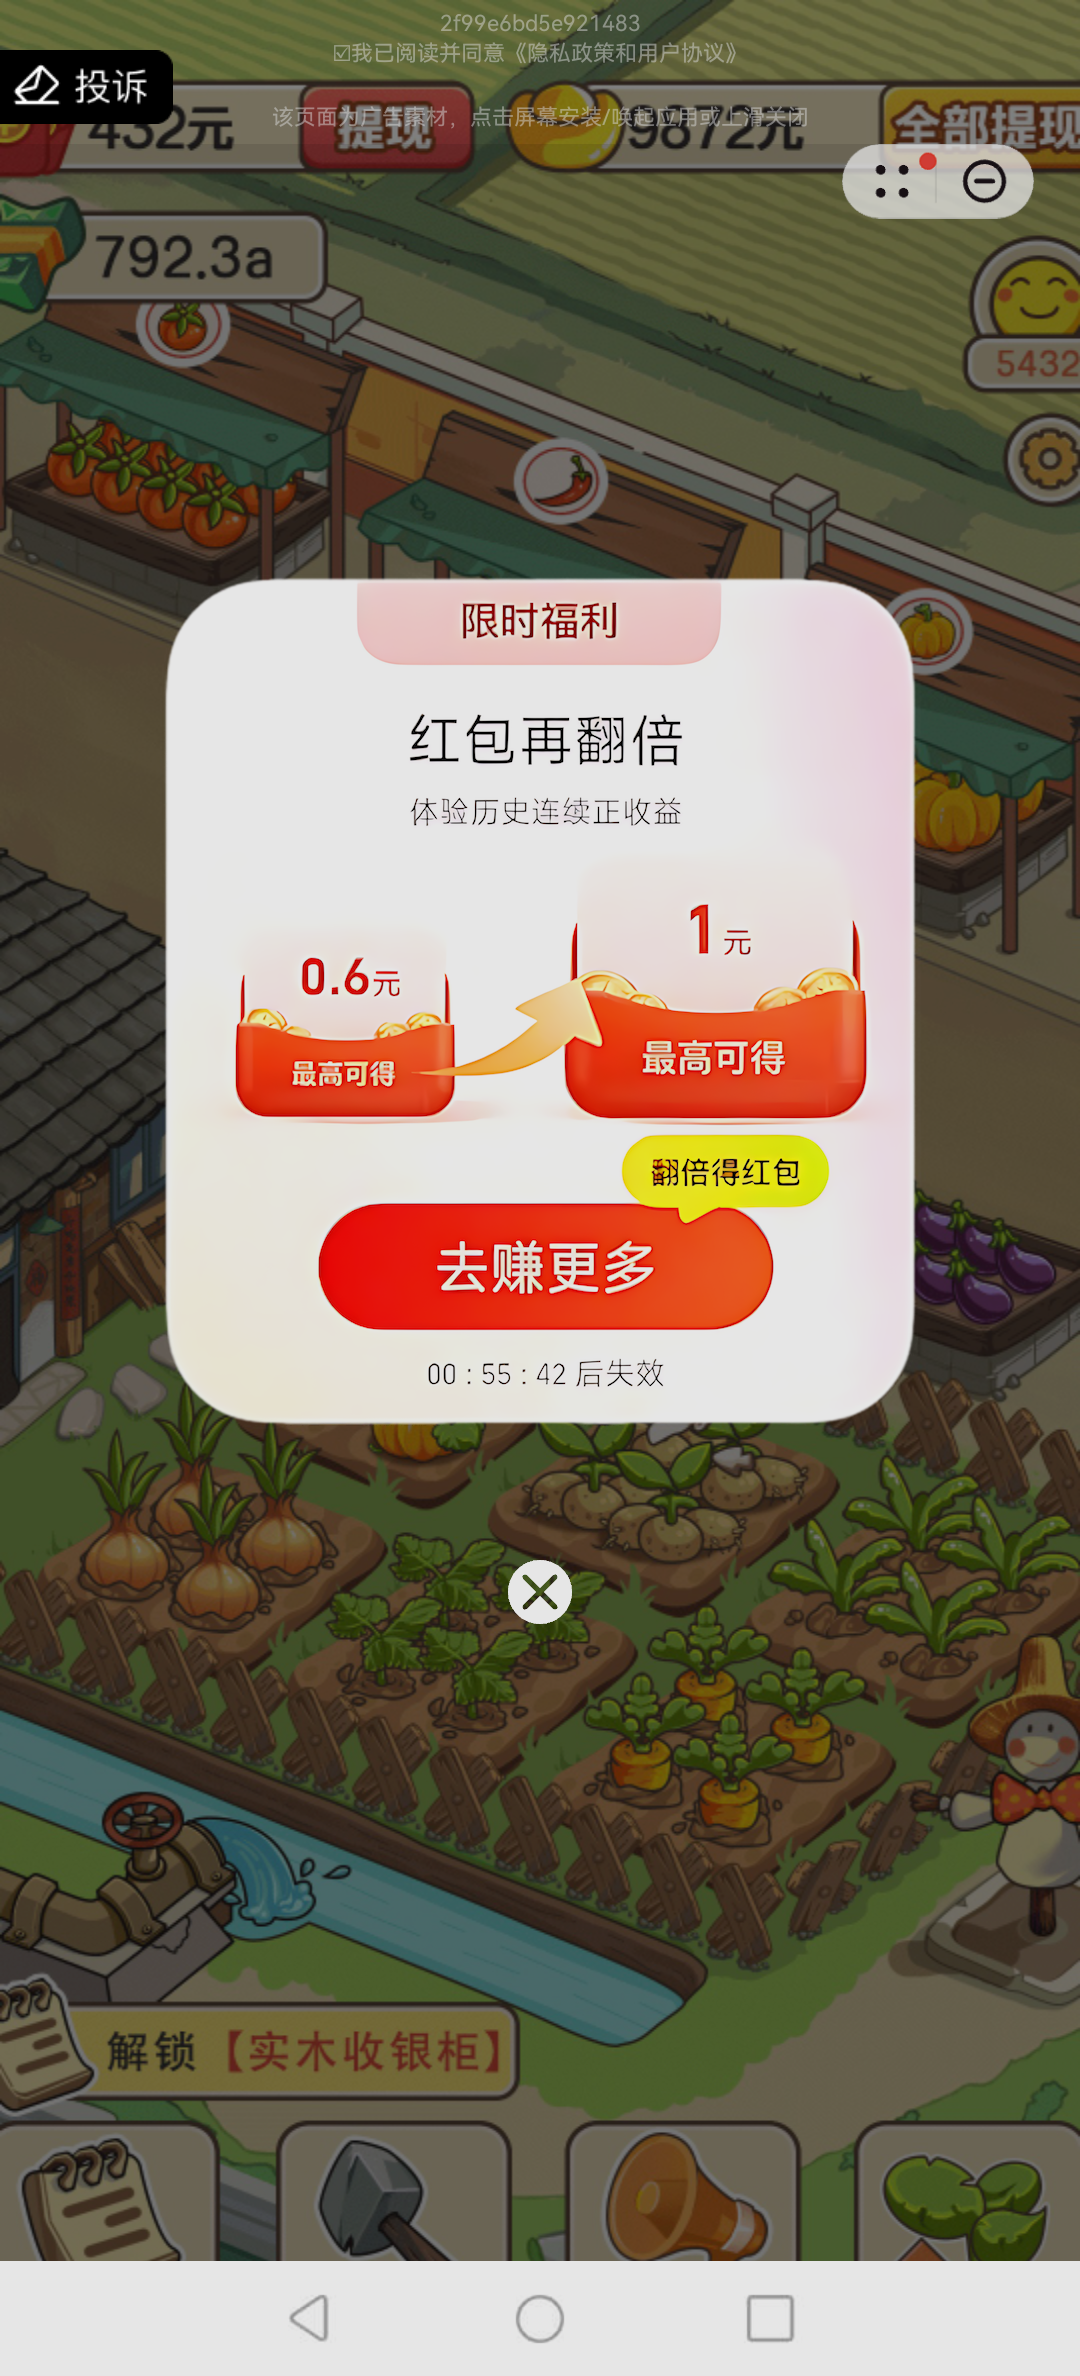 2f99e6bd5e921483
☑我已阅读并同意《隐私政策和用户协议》
投诉
该页面为广告素材，点击屏幕安装/唤起应用或上滑关闭
432元
提现
9872元
全部提现
792.3a
5432
限时福利
红包再翻倍
体验历史连续正收益
0.6元
最高可得
1元
最高可得
翻倍得红包
去赚更多
00 : 55 : 42 后失效
解锁【实木收银柜】